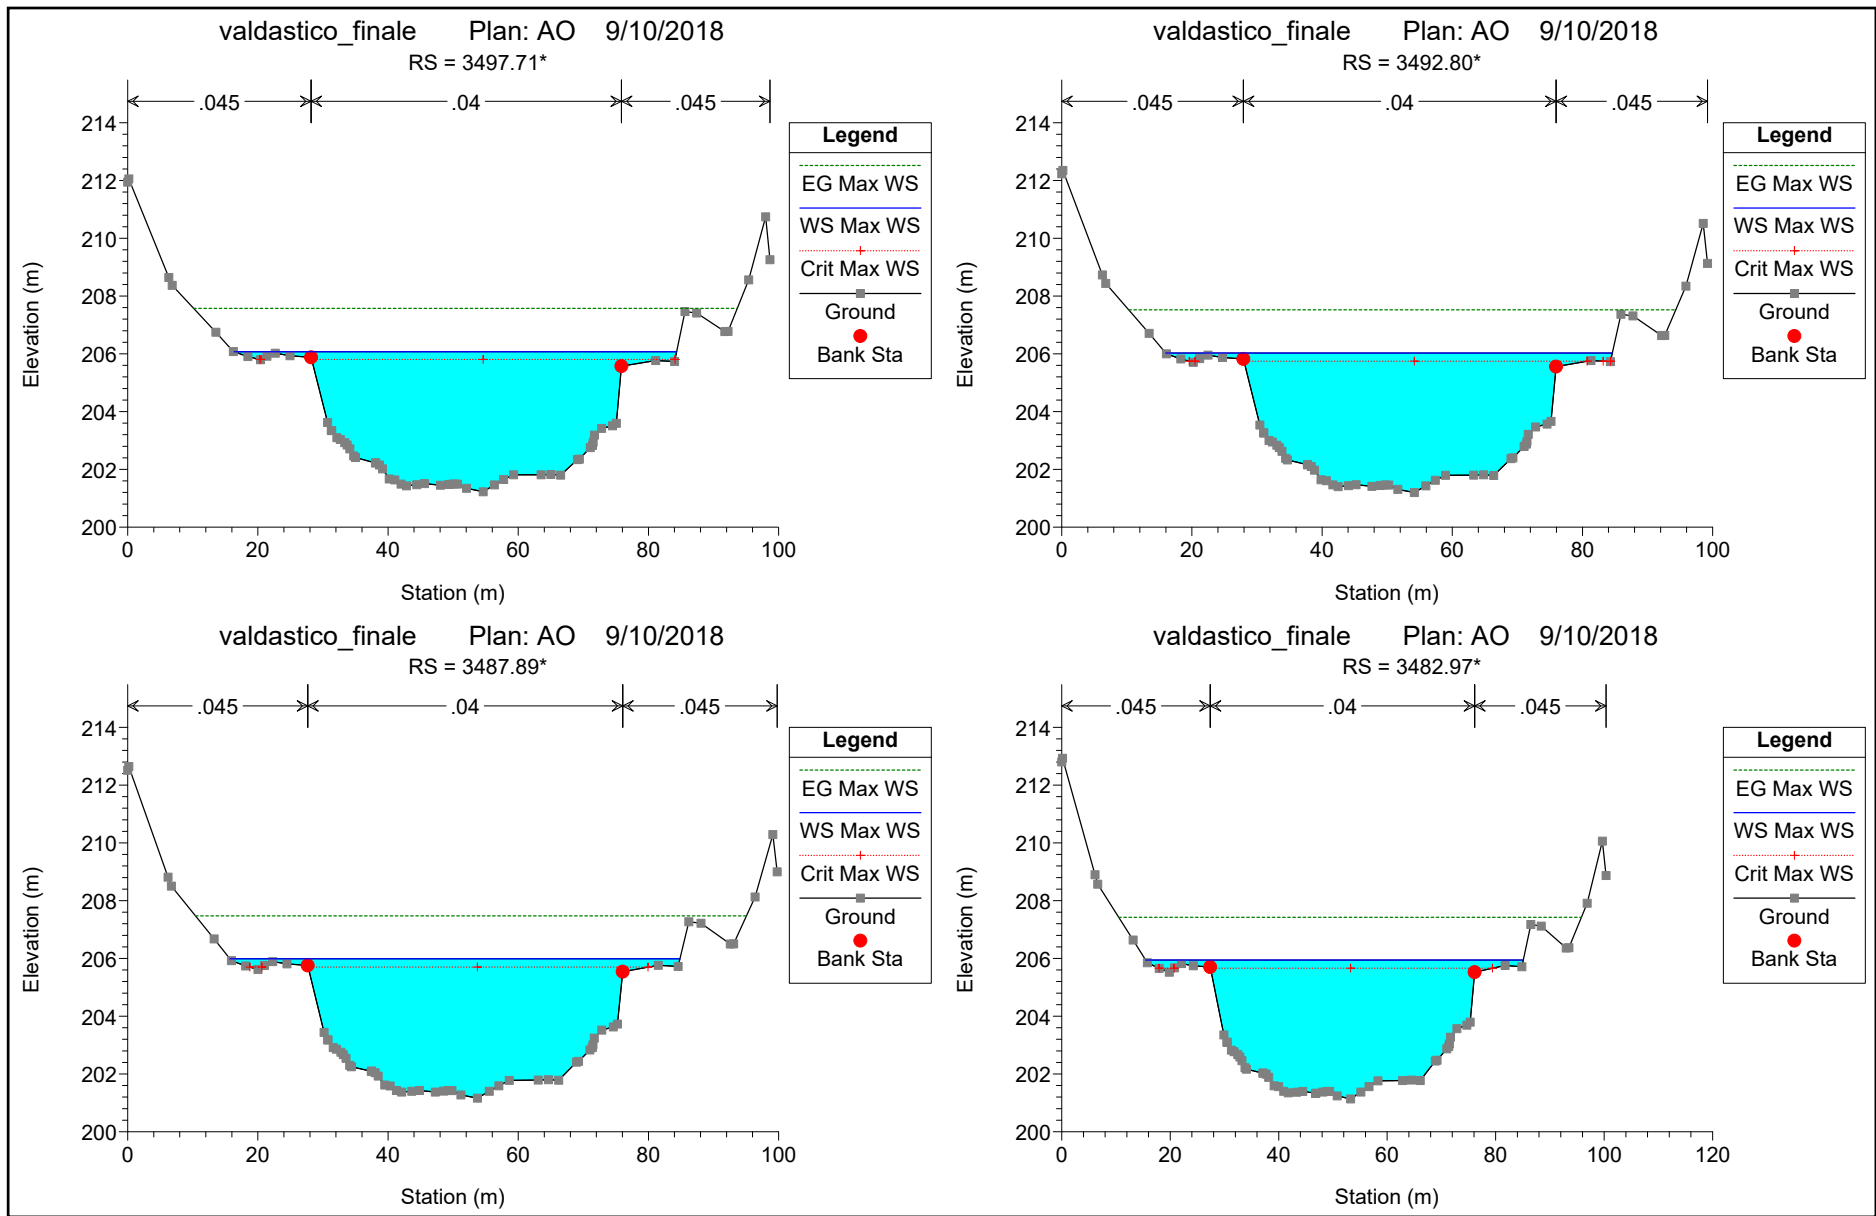 valdastico_finale Plan: AO 9/10/2018
RS = 3497.71*
.045 .04 .045
214
212
210
208
206
204
202
200
0 20 40 60 80 100
Station (m)
Elevation (m)
Legend
EG Max WS
WS Max WS
Crit Max WS
Ground
Bank Sta
valdastico_finale Plan: AO 9/10/2018
RS = 3492.80*
.045 .04 .045
214
212
210
208
206
204
202
200
0 20 40 60 80 100
Station (m)
Elevation (m)
Legend
EG Max WS
WS Max WS
Crit Max WS
Ground
Bank Sta
valdastico_finale Plan: AO 9/10/2018
RS = 3487.89*
.045 .04 .045
214
212
210
208
206
204
202
200
0 20 40 60 80 100
Station (m)
Elevation (m)
Legend
EG Max WS
WS Max WS
Crit Max WS
Ground
Bank Sta
valdastico_finale Plan: AO 9/10/2018
RS = 3482.97*
.045 .04 .045
214
212
210
208
206
204
202
200
0 20 40 60 80 100 120
Station (m)
Elevation (m)
Legend
EG Max WS
WS Max WS
Crit Max WS
Ground
Bank Sta